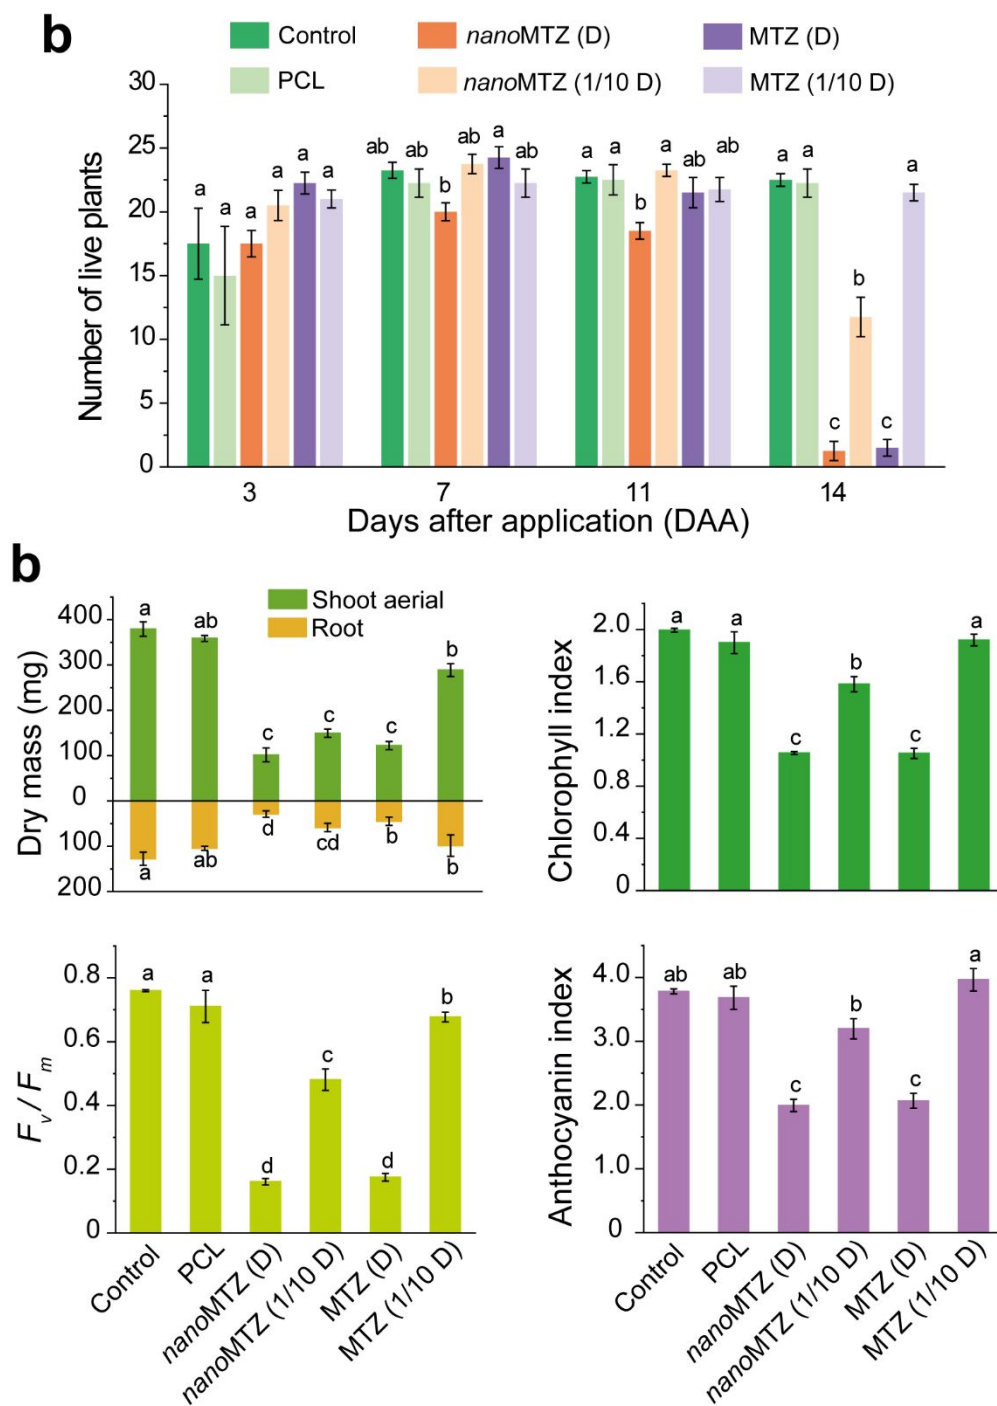 b
Control
nanoMTZ (D)
MTZ (D)
PCL
nanoMTZ (1/10 D)
MTZ (1/10 D)
Number of live plants
30
25
20
15
10
5
0
a a a a a a
ab ab b ab a ab
a a b a ab ab
a a c b c a
3 7 11 14
Days after application (DAA)
b
Shoot aerial
Root
Dry mass (mg)
400
300
200
100
0
100
200
a ab c c c b
a ab d cd b b
Chlorophyll index
2.0
1.6
1.2
0.8
0.4
0
a a c b c a
Fv / Fm
0.8
0.6
0.4
0.2
0
a a d c d b
Control
PCL
nanoMTZ (D)
nanoMTZ (1/10 D)
MTZ (D)
MTZ (1/10 D)
Anthocyanin index
4.0
3.0
2.0
1.0
0
ab ab c b c a
Control
PCL
nanoMTZ (D)
nanoMTZ (1/10 D)
MTZ (D)
MTZ (1/10 D)